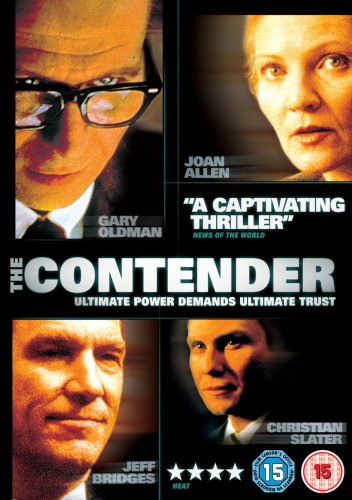 JOAN
ALLEN
GARY
OLDMAN
"A CAPTIVATING
THRILLER"
NEWS OF THE WORLD
THE CONTENDER
ULTIMATE POWER DEMANDS ULTIMATE TRUST
CHRISTIAN
SLATER
JEFF
BRIDGES
★★★★
HEAT
15
15